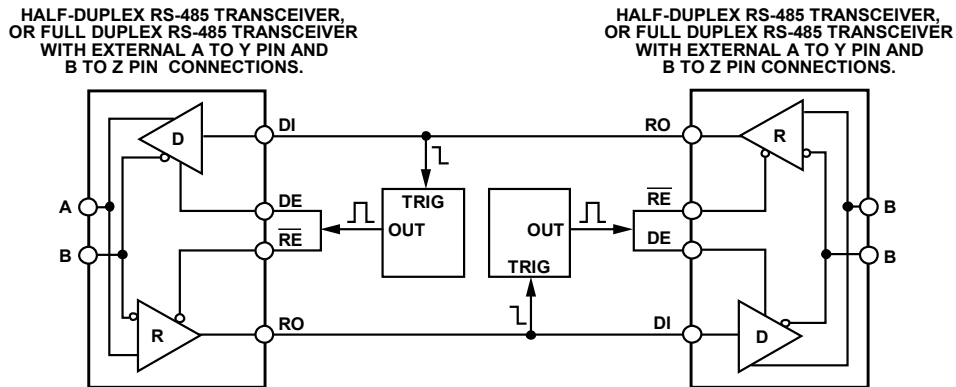 HALF-DUPLEX RS-485 TRANSCEIVER,
OR FULL DUPLEX RS-485 TRANSCEIVER
WITH EXTERNAL A TO Y PIN AND
B TO Z PIN CONNECTIONS.
HALF-DUPLEX RS-485 TRANSCEIVER,
OR FULL DUPLEX RS-485 TRANSCEIVER
WITH EXTERNAL A TO Y PIN AND
B TO Z PIN CONNECTIONS.
D
DI
RO
R
A
B
DE
RE
TRIG
OUT
OUT
TRIG
RE
DE
B
B
R
RO
DI
D